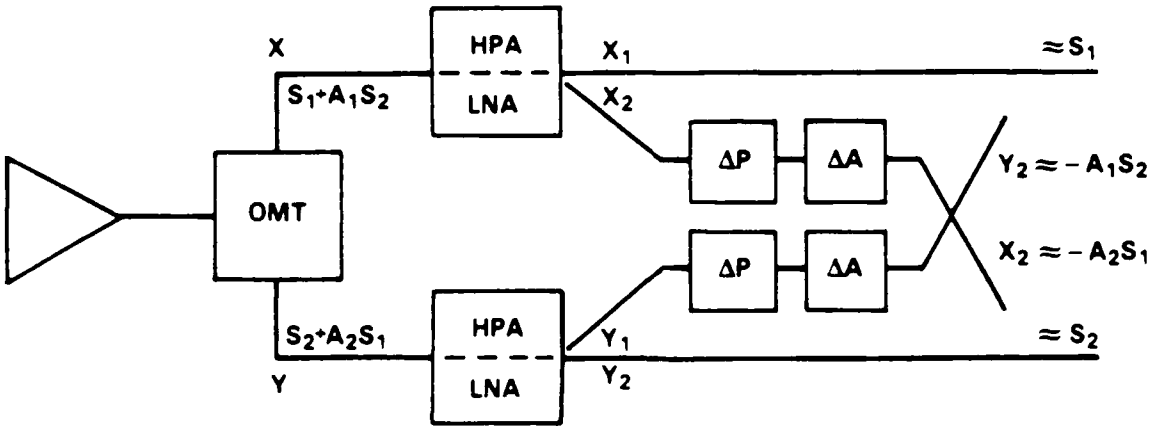 X
HPA
X₁
≈S₁
S₁+A₁S₂
LNA
X₂
ΔP
ΔA
Y₂ ≈ – A₁S₂
OMT
ΔP
ΔA
X₂ ≈ – A₂S₁
S₂+A₂S₁
HPA
Y₁
≈ S₂
Y
LNA
Y₂